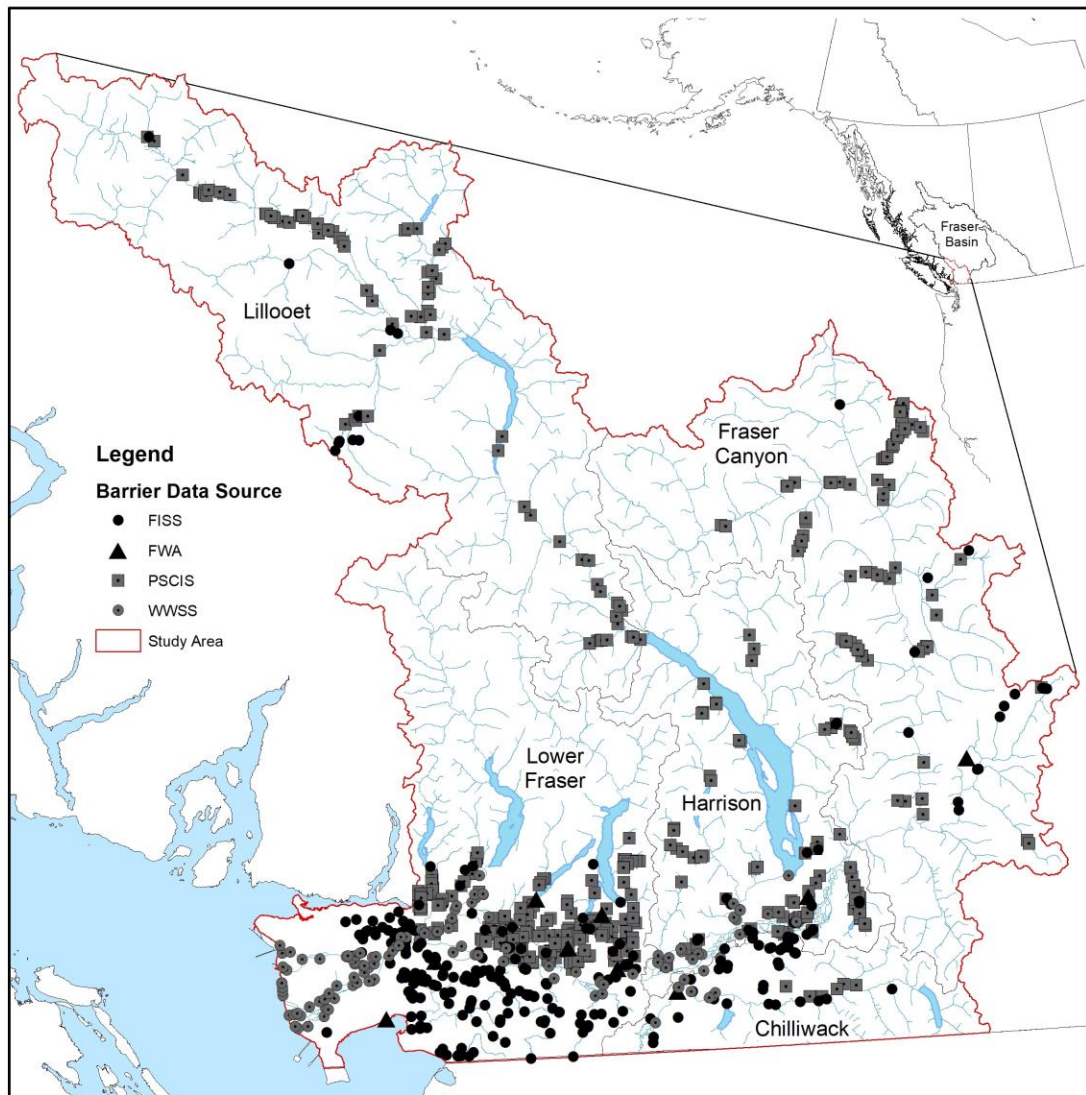 Fraser
Basin
Lillooet
Fraser
Canyon
Legend
Barrier Data Source
FISS
FWA
PSCIS
WWSS
Study Area
Lower
Fraser
Harrison
Chilliwack